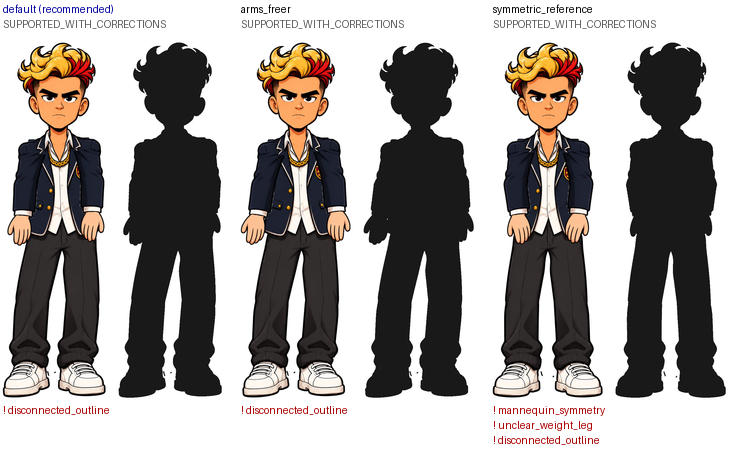 default (recommended)
SUPPORTED_WITH_CORRECTIONS
! disconnected_outline
arms_freer
SUPPORTED_WITH_CORRECTIONS
! disconnected_outline
symmetric_reference
SUPPORTED_WITH_CORRECTIONS
! mannequin_symmetry
! unclear_weight_leg
! disconnected_outline